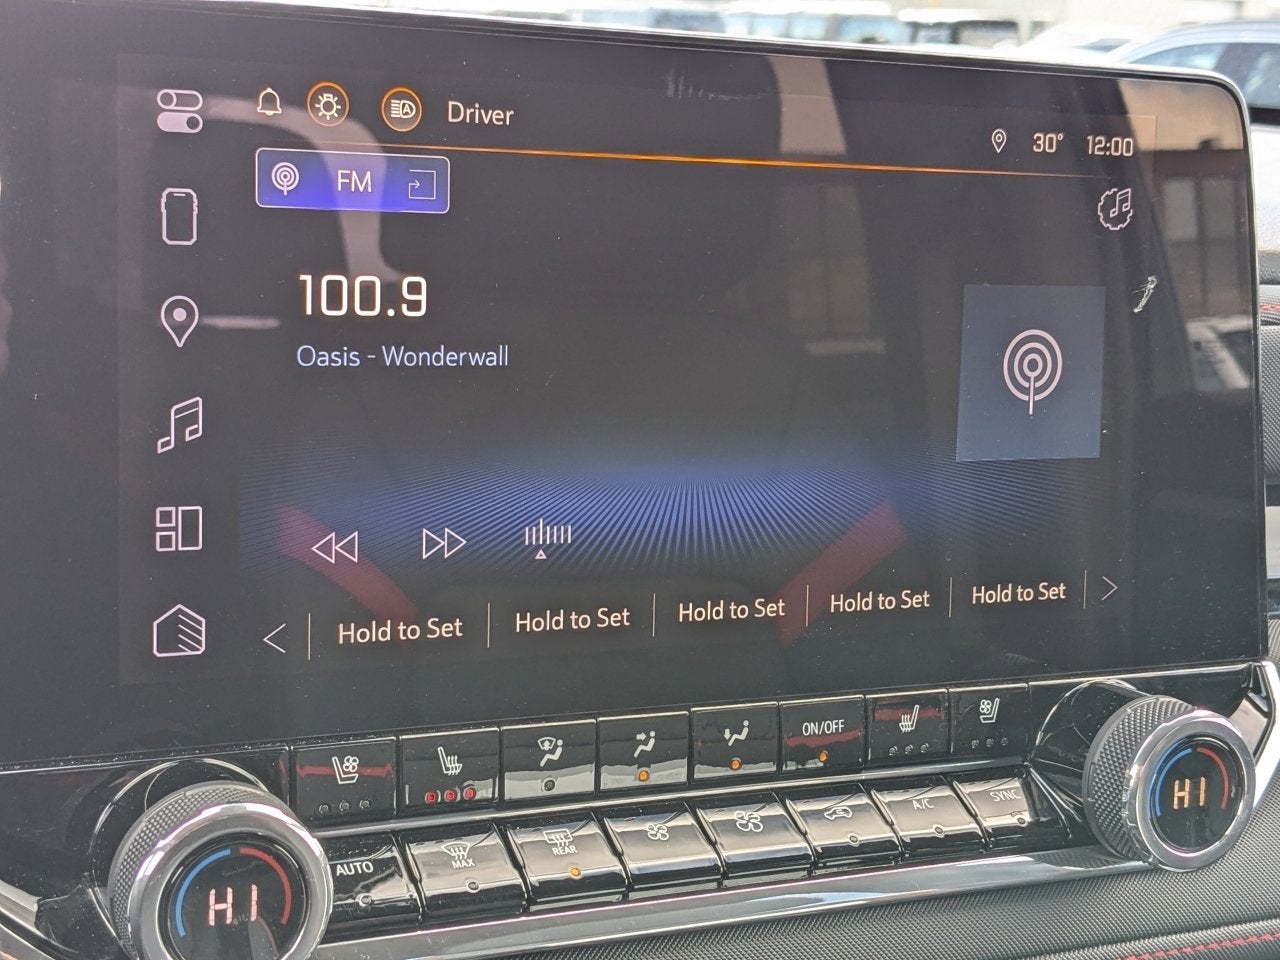 Driver
30° 12:00
FM
100.9
Oasis - Wonderwall
Hold to Set Hold to Set Hold to Set Hold to Set Hold to Set
ON/OFF
AUTO MAX REAR A/C SYNC
HI HI